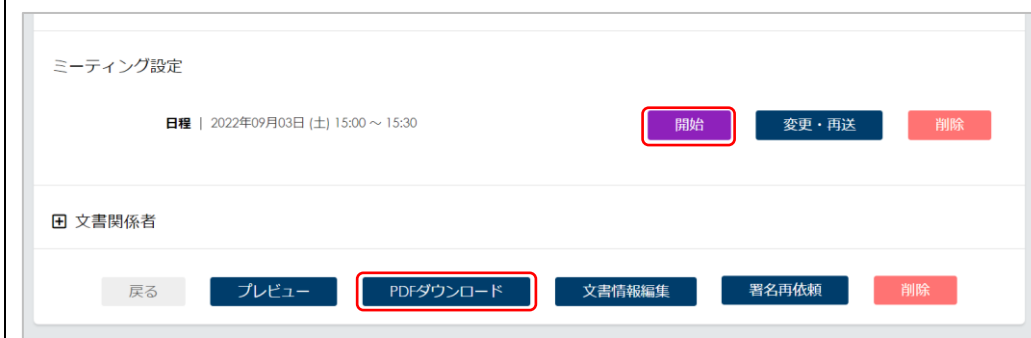 ミーティング設定
日程 | 2022年09月03日 (土) 15:00 ～ 15:30 開始 変更・再送 削除
文書関係者
戻る プレビュー PDFダウンロード 文書情報編集 署名再依頼 削除